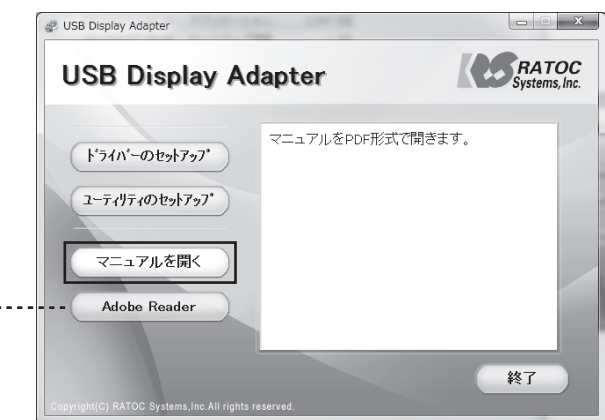 USB Display Adapter
USB Display Adapter
RATOC
Systems, Inc.
ドライバーのセットアップ
ユーティリティのセットアップ
マニュアルを開く
Adobe Reader
マニュアルをPDF形式で開きます。
終了
Copyright(C) RATOC Systems,Inc.All rights reserved.